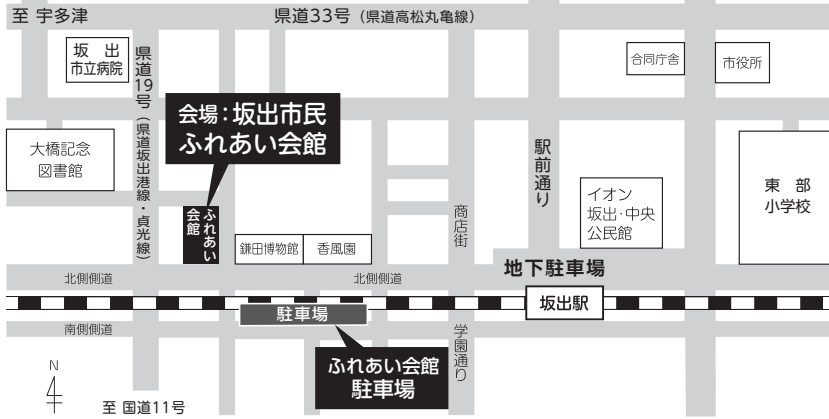 至 宇多津
県道33号（県道高松丸亀線）
坂 出
市立病院
県道19号（県道坂出港線・貞光線）
合同庁舎
市役所
会場：坂出市民
ふれあい会館
大橋記念
図書館
駅前通り
イオン
坂出・中央
公民館
東 部
小学校
ふれあい
会館
商店街
鎌田博物館
香風園
北側側道
北側側道
地下駐車場
坂出駅
駐車場
南側側道
学園通り
ふれあい会館
駐車場
N
至 国道11号